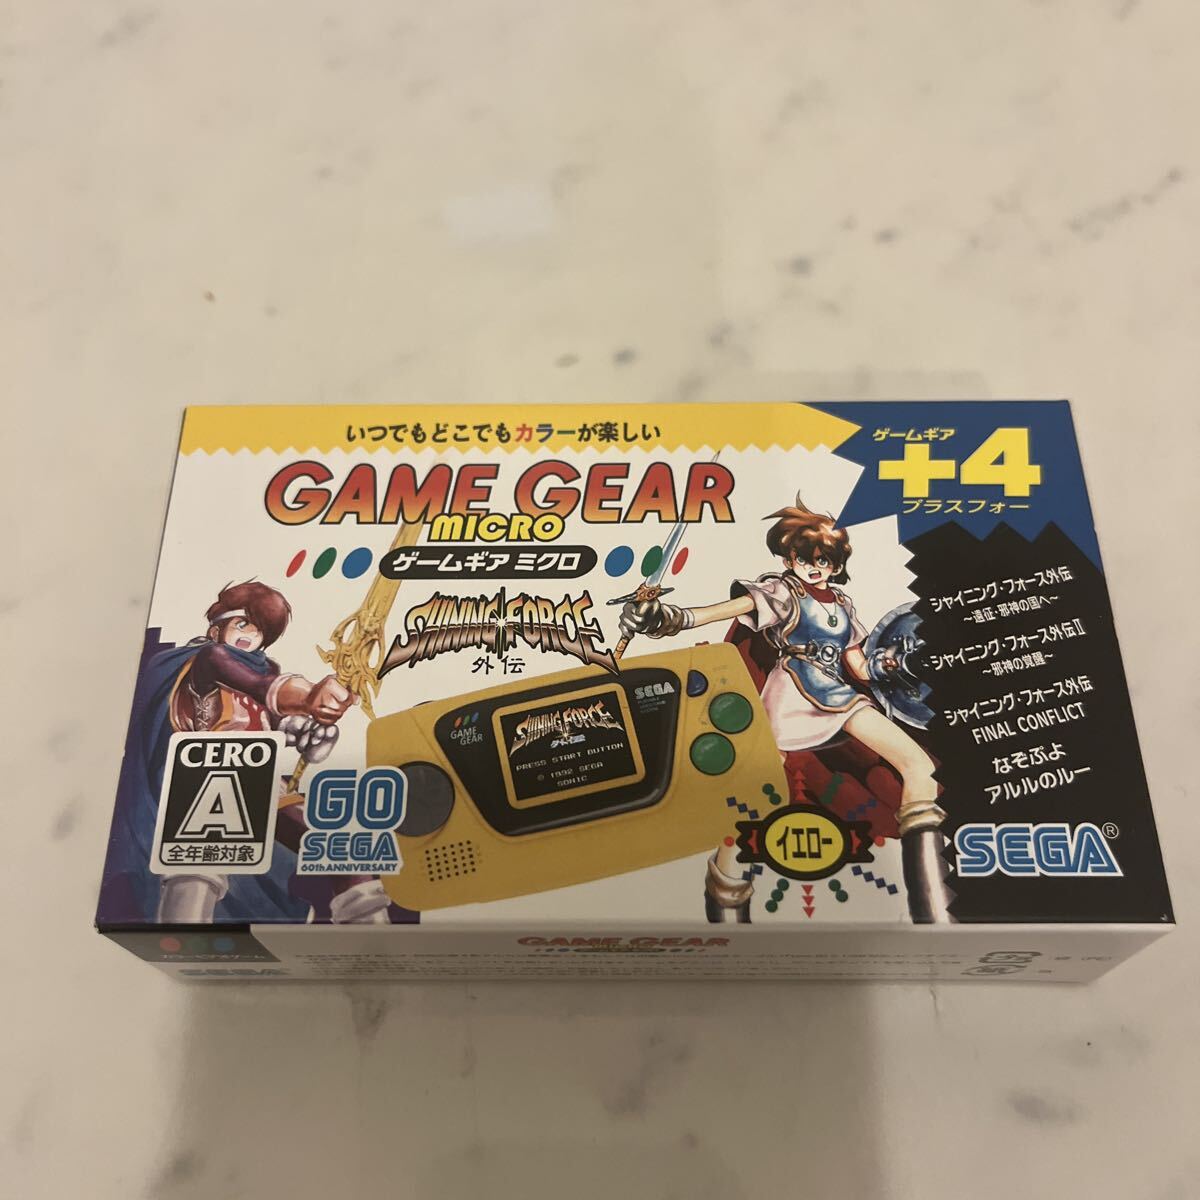 いつでもどこでもカラーが楽しい
GAME GEAR
MICRO
ゲームギア ミクロ
SHINING FORCE
外伝
ゲームギア
+4
プラスフォー
シャイニング・フォース外伝
〜遠征・邪神の国へ〜
シャイニング・フォース外伝II
〜邪神の覚醒〜
シャイニング・フォース外伝
FINAL CONFLICT
なぞぷよ
アルルのルー
SEGA®
GAME GEAR
SEGA
SHINING FORCE
外伝
PRESS START BUTTON
© 1992 SEGA
SONIC
イエロー
CERO
A
全年齢対象
GO
SEGA
60th ANNIVERSARY
SEGA
GAME GEAR
MICRO